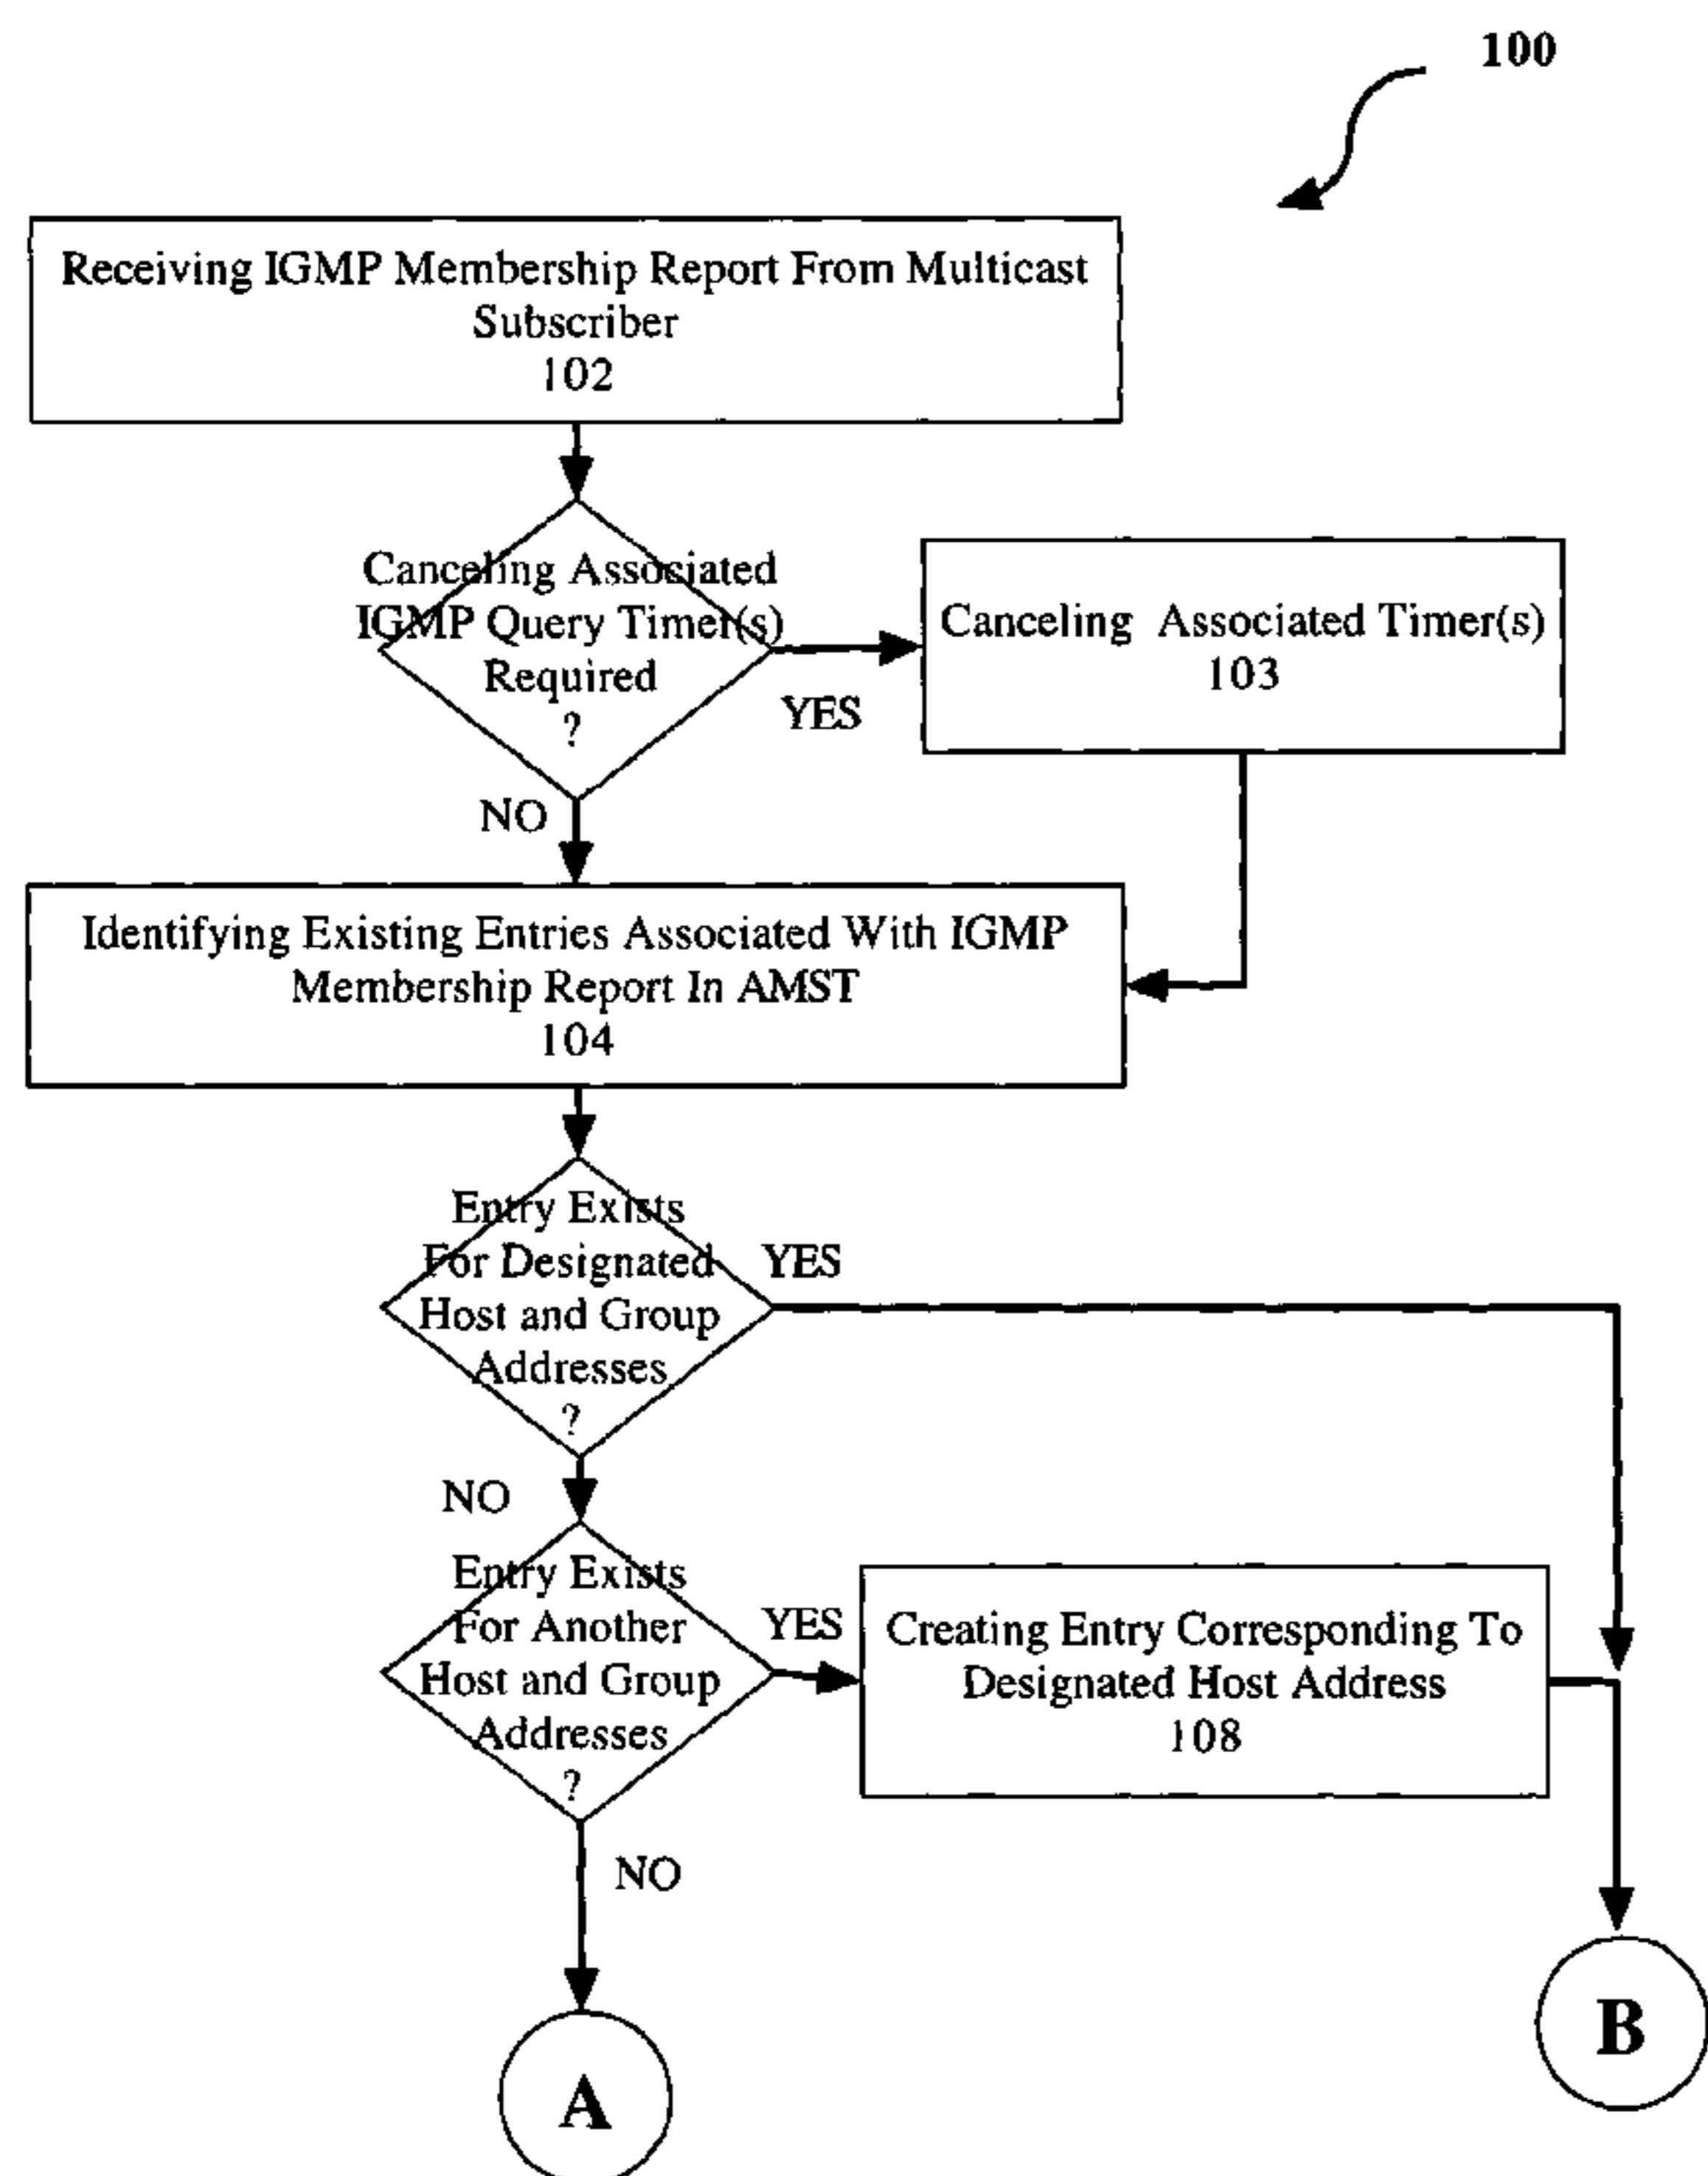 100
Receiving IGMP Membership Report From Multicast
Subscriber
102
Canceling Associated
IGMP Query Timer(s)
Required
?
YES
Canceling Associated Timer(s)
103
NO
Identifying Existing Entries Associated With IGMP
Membership Report In AMST
104
Entry Exists
For Designated
Host and Group
Addresses
?
YES
NO
Entry Exists
For Another
Host and Group
Addresses
?
YES
Creating Entry Corresponding To
Designated Host Address
108
NO
A
B